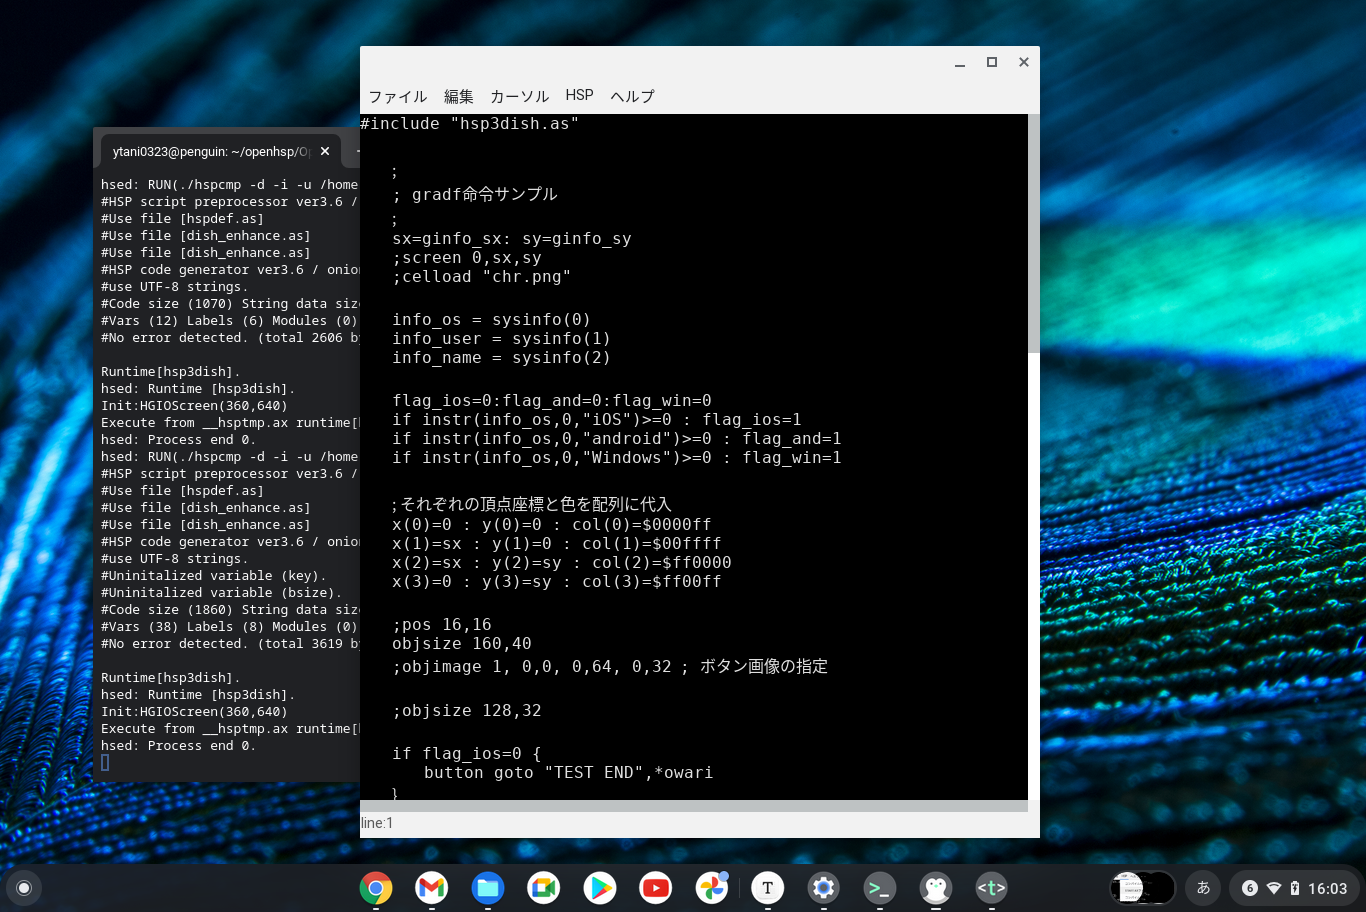 ytani0323@penguin: ~/openhsp/Op
hsed: RUN(./hspcmp -d -i -u /home
#HSP script preprocessor ver3.6 /
#Use file [hspdef.as]
#Use file [dish_enhance.as]
#Use file [dish_enhance.as]
#HSP code generator ver3.6 / onion
#use UTF-8 strings.
#Code size (1070) String data size
#Vars (12) Labels (6) Modules (0)
#No error detected. (total 2606 by
Runtime[hsp3dish].
hsed: Runtime [hsp3dish].
Init:HGIOScreen(360,640)
Execute from __hsptmp.ax runtime[h
hsed: Process end 0.
hsed: RUN(./hspcmp -d -i -u /home
#HSP script preprocessor ver3.6 /
#Use file [hspdef.as]
#Use file [dish_enhance.as]
#Use file [dish_enhance.as]
#HSP code generator ver3.6 / onion
#use UTF-8 strings.
#Uninitalized variable (key).
#Uninitalized variable (bsize).
#Code size (1860) String data size
#Vars (38) Labels (8) Modules (0)
#No error detected. (total 3619 by
Runtime[hsp3dish].
hsed: Runtime [hsp3dish].
Init:HGIOScreen(360,640)
Execute from __hsptmp.ax runtime[h
hsed: Process end 0.
ファイル 編集 カーソル HSP ヘルプ
#include "hsp3dish.as"
;
; gradf命令サンプル
;
sx=ginfo_sx: sy=ginfo_sy
;screen 0,sx,sy
;celload "chr.png"
info_os = sysinfo(0)
info_user = sysinfo(1)
info_name = sysinfo(2)
flag_ios=0:flag_and=0:flag_win=0
if instr(info_os,0,"iOS")>=0 : flag_ios=1
if instr(info_os,0,"android")>=0 : flag_and=1
if instr(info_os,0,"Windows")>=0 : flag_win=1
;それぞれの頂点座標と色を配列に代入
x(0)=0 : y(0)=0 : col(0)=$0000ff
x(1)=sx : y(1)=0 : col(1)=$00ffff
x(2)=sx : y(2)=sy : col(2)=$ff0000
x(3)=0 : y(3)=sy : col(3)=$ff00ff
;pos 16,16
objsize 160,40
;objimage 1, 0,0, 0,64, 0,32 ; ボタン画像の指定
;objsize 128,32
if flag_ios=0 {
button goto "TEST END",*owari
}
line:1
T
>_
<t>
あ
6 16:03